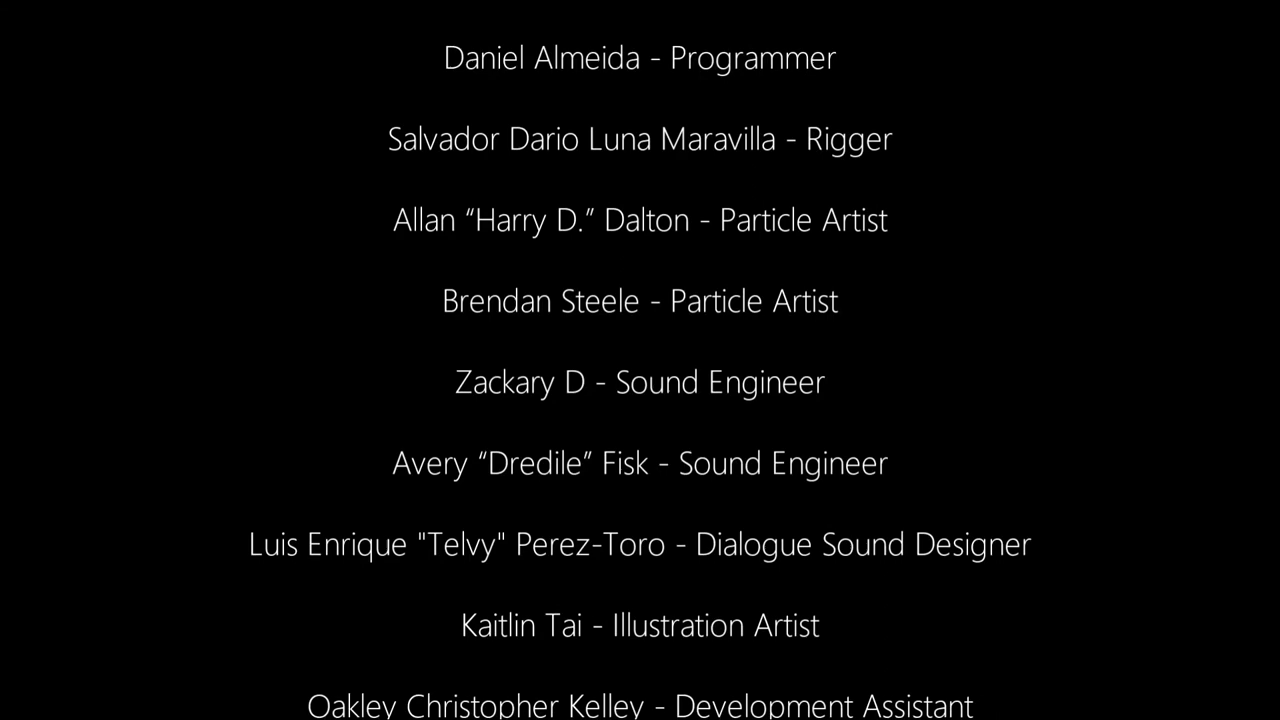 Daniel Almeida - Programmer
Salvador Dario Luna Maravilla - Rigger
Allan “Harry D.” Dalton - Particle Artist
Brendan Steele - Particle Artist
Zackary D - Sound Engineer
Avery “Dredile” Fisk - Sound Engineer
Luis Enrique "Telvy" Perez-Toro - Dialogue Sound Designer
Kaitlin Tai - Illustration Artist
Oakley Christopher Kelley - Development Assistant